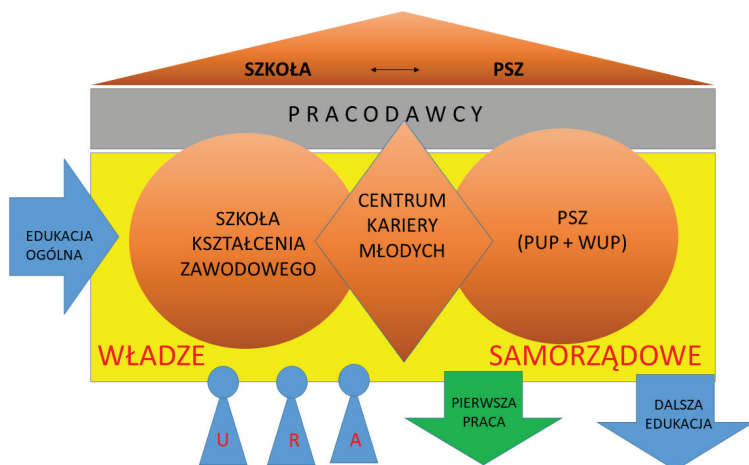 SZKOŁA PSZ
PRACODAWCY
EDUKACJA
OGÓLNA
SZKOŁA
KSZTAŁCENIA
ZAWODOWEGO
CENTRUM
KARIERY
MŁODYCH
PSZ
(PUP + WUP)
WŁADZE SAMORZĄDOWE
U R A
PIERWSZA
PRACA
DALSZA
EDUKACJA